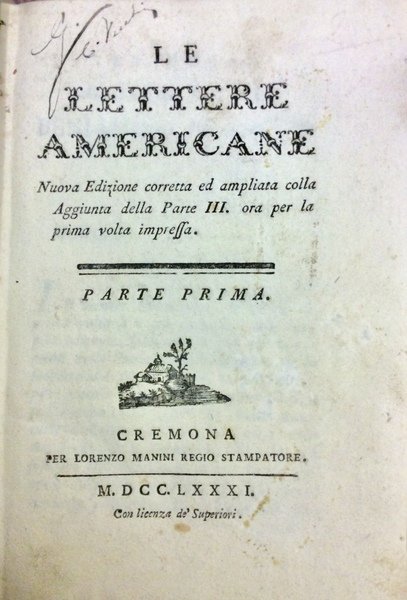 LE
LETTERE
AMERICANE
Nuova Edizione corretta ed ampliata colla
Aggiunta della Parte III. ora per la
prima volta impreſſa.
PARTE PRIMA.
CREMONA
PER LORENZO MANINI REGIO STAMPATORE.
M. DCC. LXXXI.
Con licenza de' Superiori.